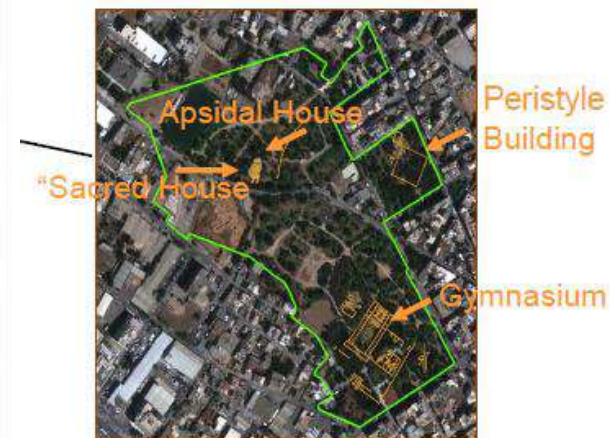 Apsidal House
Peristyle
Building
“Sacred House
Gymnasium